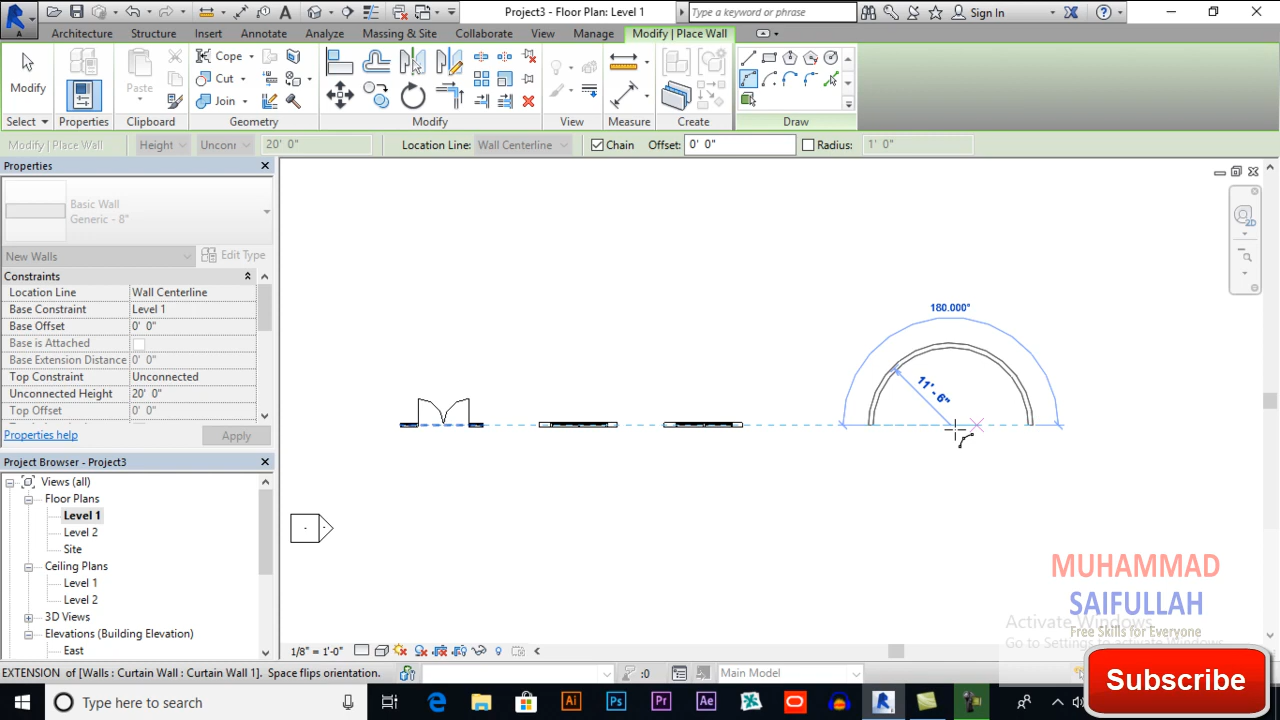 Project3 - Floor Plan: Level 1
Type a keyword or phrase
Sign In
Architecture
Structure
Insert
Annotate
Analyze
Massing & Site
Collaborate
View
Manage
Modify | Place Wall
Modify
Paste
Cope
Cut
Join
Select
Properties
Clipboard
Geometry
Modify
View
Measure
Create
Draw
Modify | Place Wall
Height
Unconn
20' 0"
Location Line:
Wall Centerline
Chain
Offset:
0' 0"
Radius:
1' 0"
Properties
Basic Wall
Generic - 8"
New Walls
Edit Type
Constraints
Location Line
Wall Centerline
Base Constraint
Level 1
Base Offset
0' 0"
Base is Attached
Base Extension Distance
0' 0"
Top Constraint
Unconnected
Unconnected Height
20' 0"
Top Offset
0' 0"
Properties help
Apply
Project Browser - Project3
Views (all)
Floor Plans
Level 1
Level 2
Site
Ceiling Plans
Level 1
Level 2
3D Views
Elevations (Building Elevation)
East
180.000°
11' - 6"
2D
MUHAMMAD
SAIFULLAH
Free Skills for Everyone
Activate Windows
Go to Settings to activate Windows.
1/8" = 1'-0"
EXTENSION of [Walls : Curtain Wall : Curtain Wall 1]. Space flips orientation.
:0
Main Model
Subscribe
Type here to search
Ai
Ps
Pr
Ae